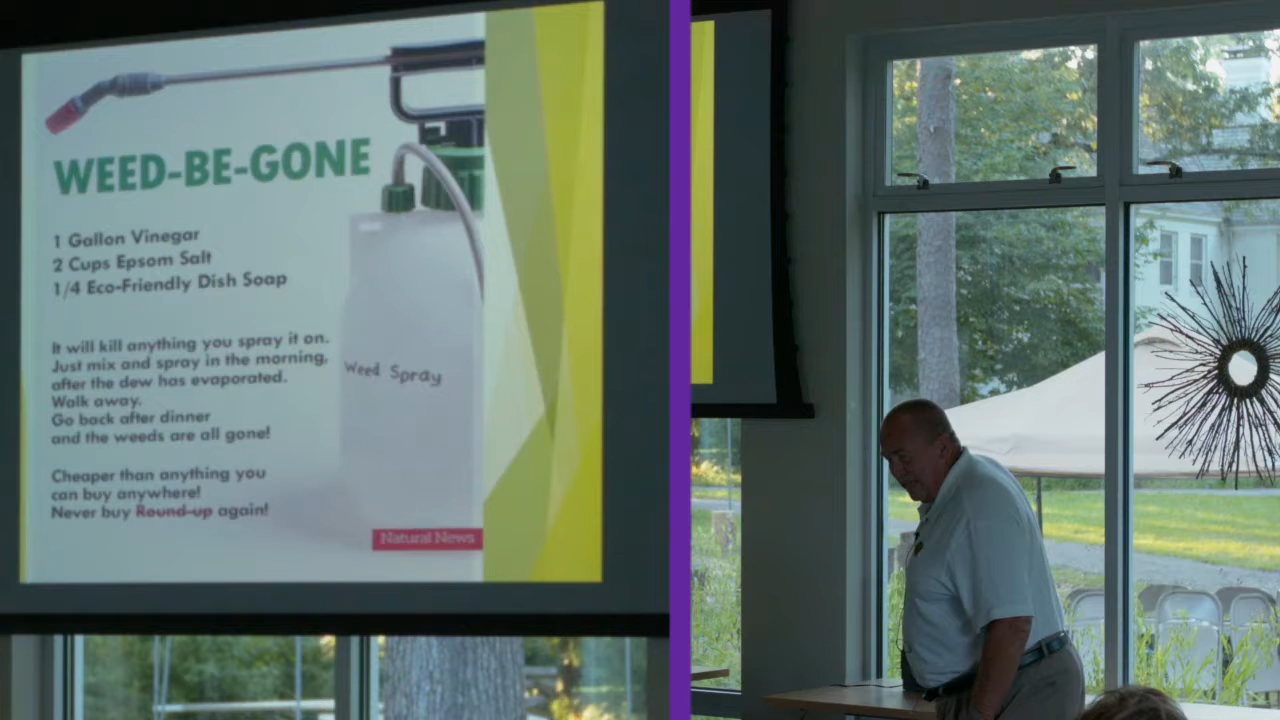 WEED-BE-GONE
1 Gallon Vinegar
2 Cups Epsom Salt
1/4 Eco-Friendly Dish Soap
It will kill anything you spray it on.
Just mix and spray in the morning,
after the dew has evaporated.
Walk away.
Go back after dinner
and the weeds are all gone!
Cheaper than anything you
can buy anywhere!
Never buy Round-up again!
Weed Spray
Natural News